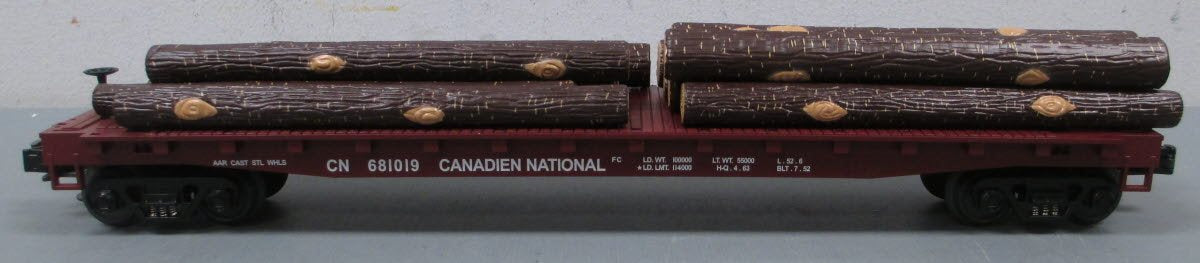 AAR CAST STL WHLS CN 681019 CANADIEN NATIONAL FC LD. WT. 100000 LT. WT. 55000 L . 52 . 6
★LD. LMT. 114000 H-Q . 4 . 63 BLT . 7 . 52